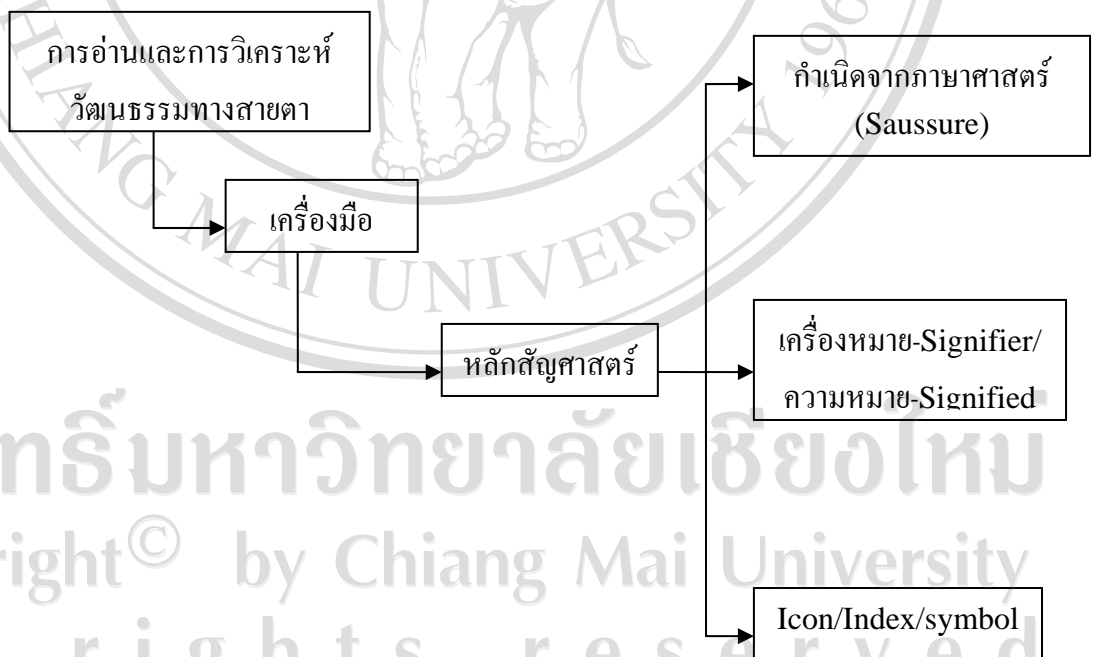 การอ่านและการวิเคราะห์
วัฒนธรรมทางสายตา
กำเนิดจากภาษาศาสตร์
(Saussure)
เครื่องมือ
หลักสัญศาสตร์
เครื่องหมาย-Signifier/
ความหมาย-Signified
Icon/Index/symbol
HIANG MAI UNIVERSITY 196
ทธิ์มหาวิทยาลัยเชียงใหม่
right© by Chiang Mai University
rights reserved